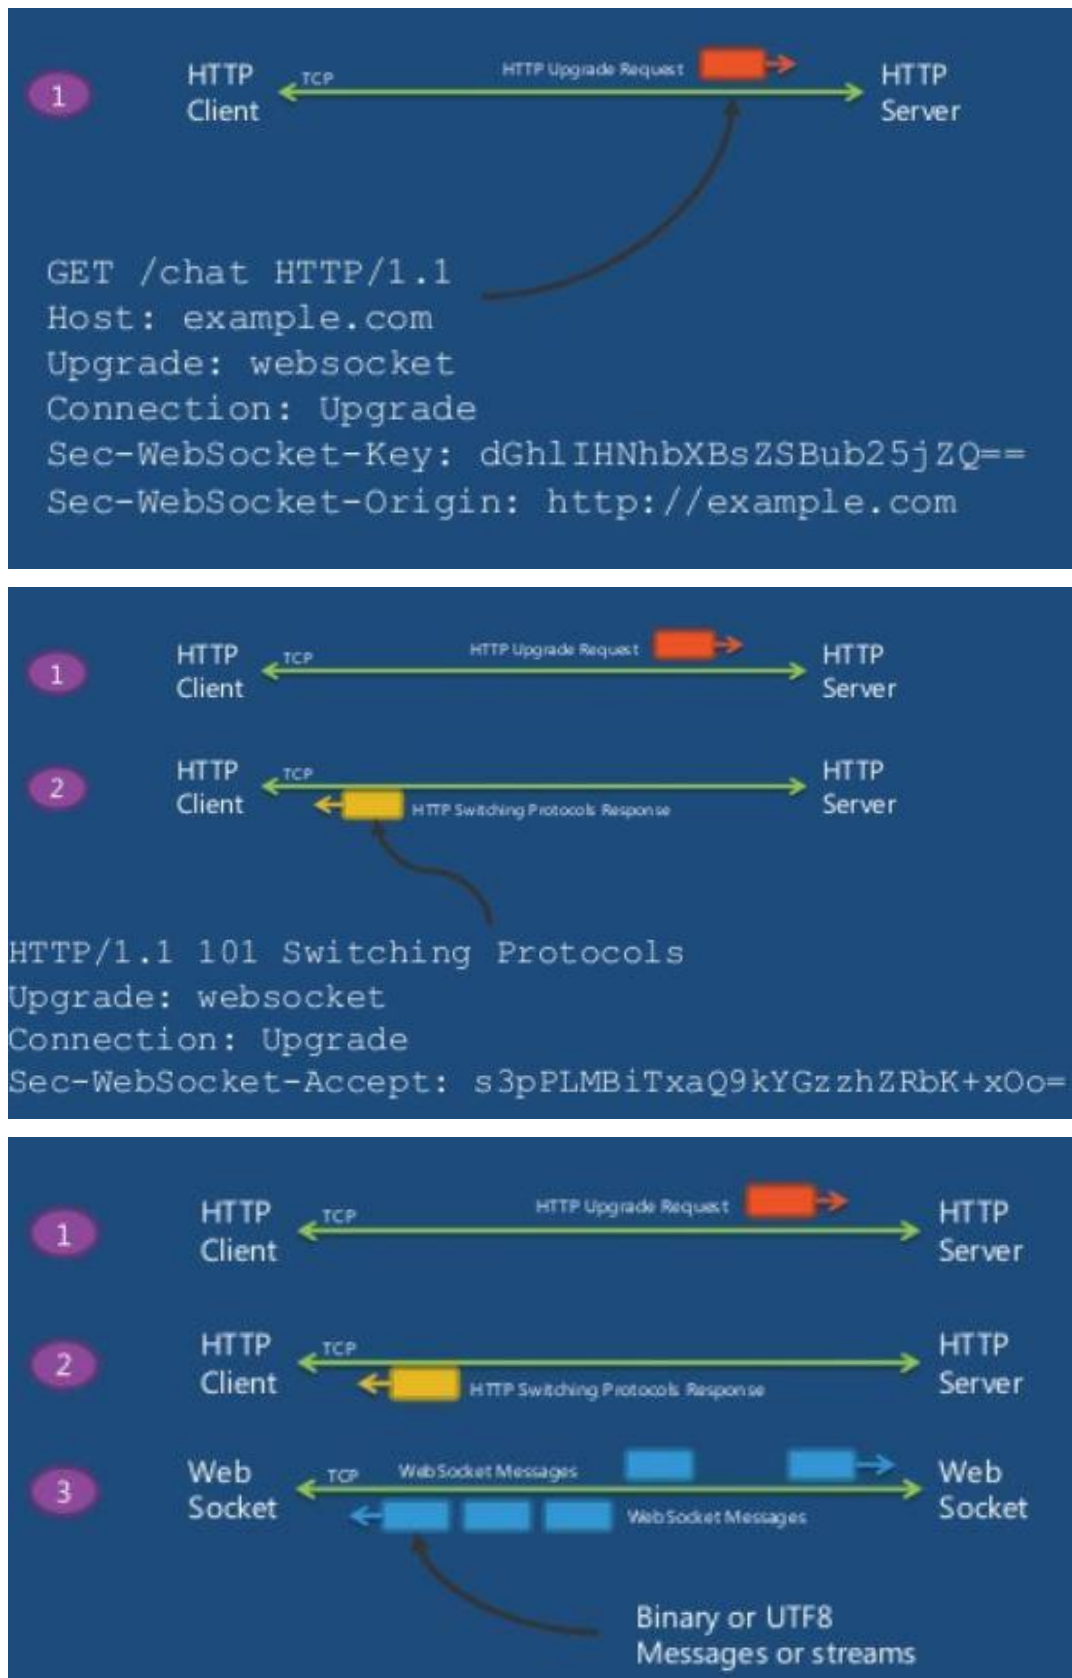 1
HTTP
Client
TCP
HTTP Upgrade Request
HTTP
Server
GET /chat HTTP/1.1
Host: example.com
Upgrade: websocket
Connection: Upgrade
Sec-WebSocket-Key: dGhlIHNhbXBsZSBub25jZQ==
Sec-WebSocket-Origin: http://example.com
1
HTTP
Client
TCP
HTTP Upgrade Request
HTTP
Server
2
HTTP
Client
TCP
HTTP Switching Protocols Response
HTTP
Server
HTTP/1.1 101 Switching Protocols
Upgrade: websocket
Connection: Upgrade
Sec-WebSocket-Accept: s3pPLMBiTxaQ9kYGzzhZRbK+xOo=
1
HTTP
Client
TCP
HTTP Upgrade Request
HTTP
Server
2
HTTP
Client
TCP
HTTP Switching Protocols Response
HTTP
Server
3
Web
Socket
TCP
WebSocket Messages
WebSocket Messages
Web
Socket
Binary or UTF8
Messages or streams